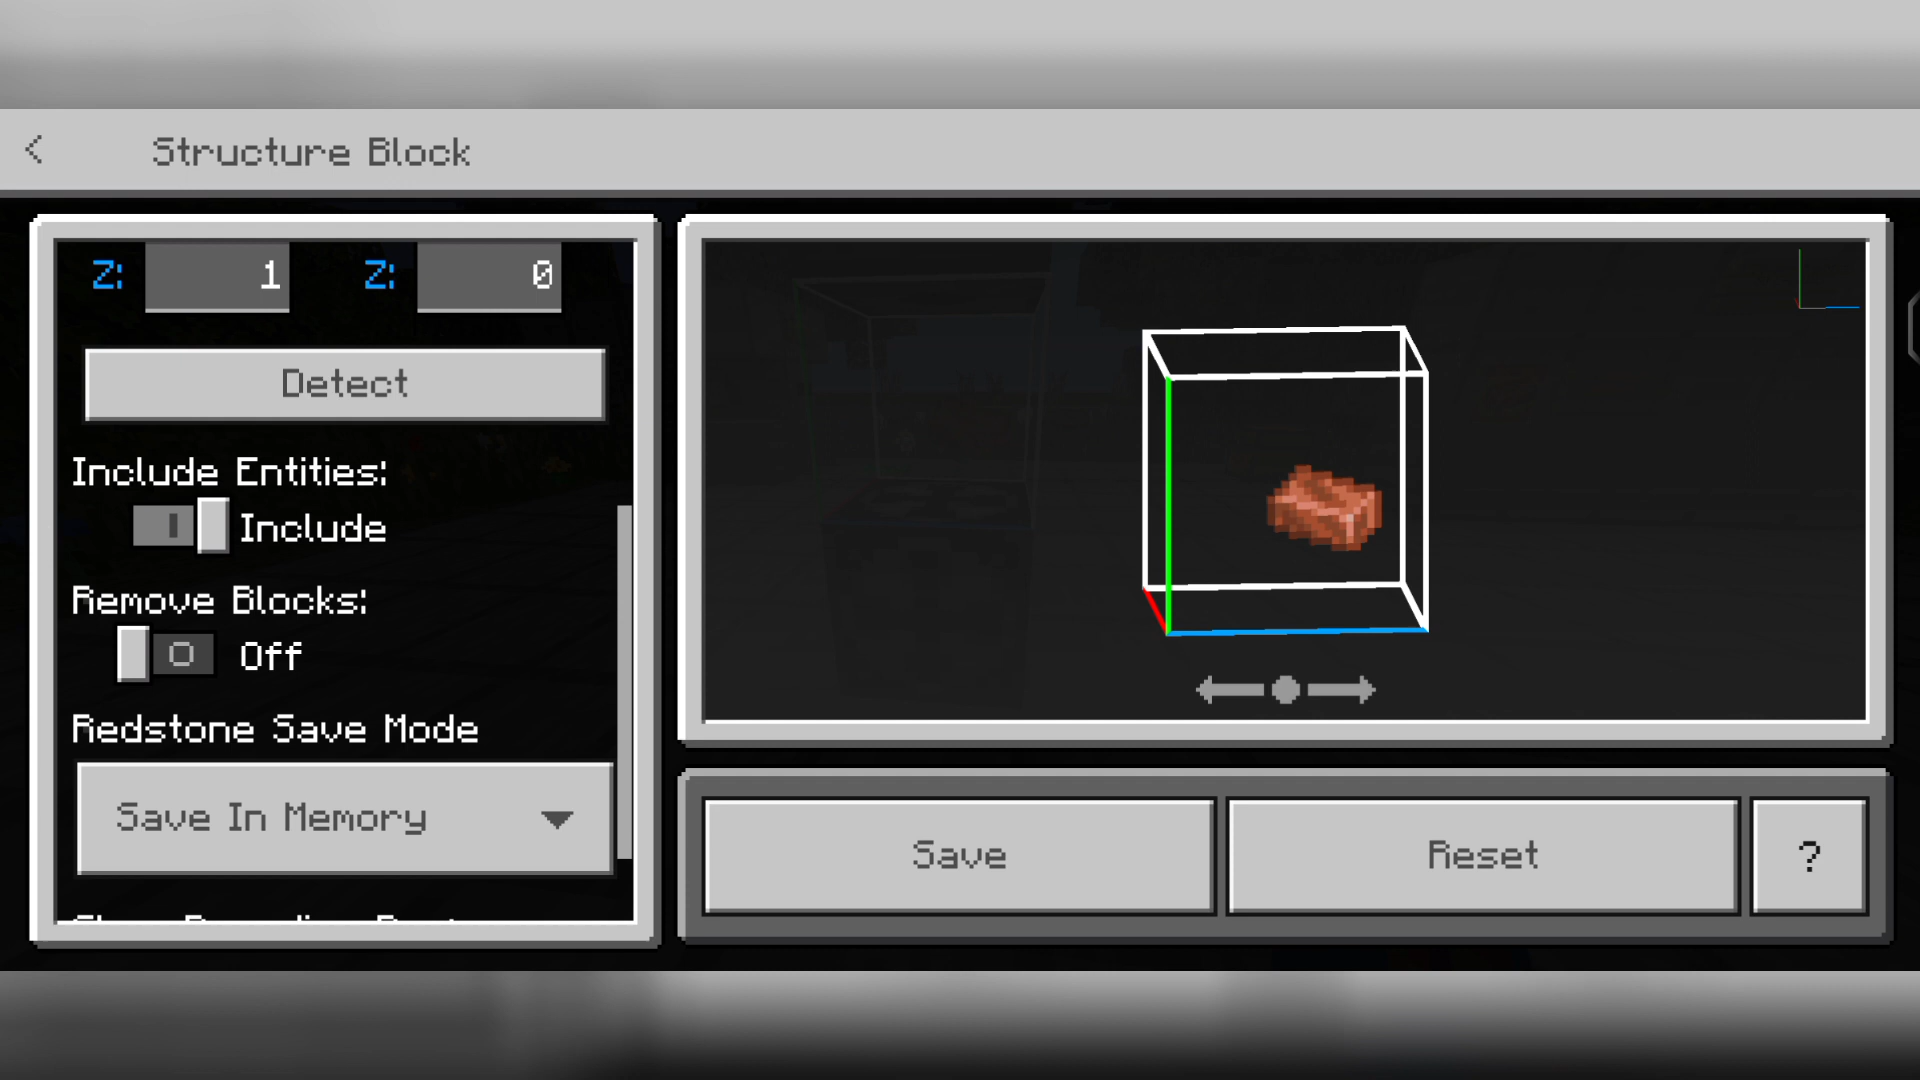 Structure Block
Z: 1 Z: 0
Detect
Include Entities:
Include
Remove Blocks:
Off
Redstone Save Mode
Save In Memory
Save
Reset
?